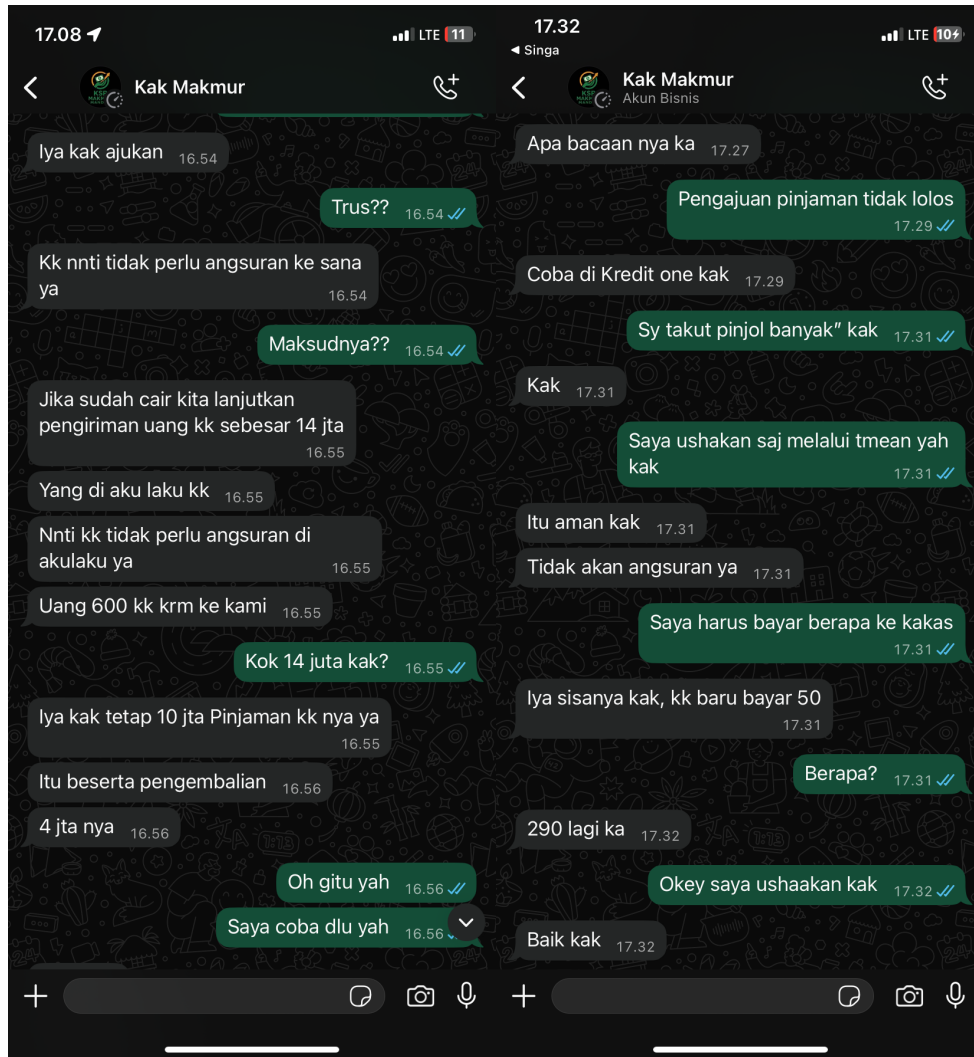 17.08
LTE 11
Kak Makmur
Iya kak ajukan 16.54
Trus?? 16.54
Kk nnti tidak perlu angsuran ke sana
ya 16.54
Maksudnya?? 16.54
Jika sudah cair kita lanjutkan
pengiriman uang kk sebesar 14 jta
16.55
Yang di aku laku kk 16.55
Nnti kk tidak perlu angsuran di
akulaku ya 16.55
Uang 600 kk krm ke kami 16.55
Kok 14 juta kak? 16.55
Iya kak tetap 10 jta Pinjaman kk nya ya
16.55
Itu beserta pengembalian 16.56
4 jta nya 16.56
Oh gitu yah 16.56
Saya coba dlu yah 16.56
17.32
LTE 10
Singa
Kak Makmur
Akun Bisnis
Apa bacaan nya ka 17.27
Pengajuan pinjaman tidak lolos
17.29
Coba di Kredit one kak 17.29
Sy takut pinjol banyak” kak 17.31
Kak 17.31
Saya ushakan saj melalui tmean yah
kak 17.31
Itu aman kak 17.31
Tidak akan angsuran ya 17.31
Saya harus bayar berapa ke kakas
17.31
Iya sisanya kak, kk baru bayar 50
17.31
Berapa? 17.31
290 lagi ka 17.32
Okey saya ushaakan kak 17.32
Baik kak 17.32